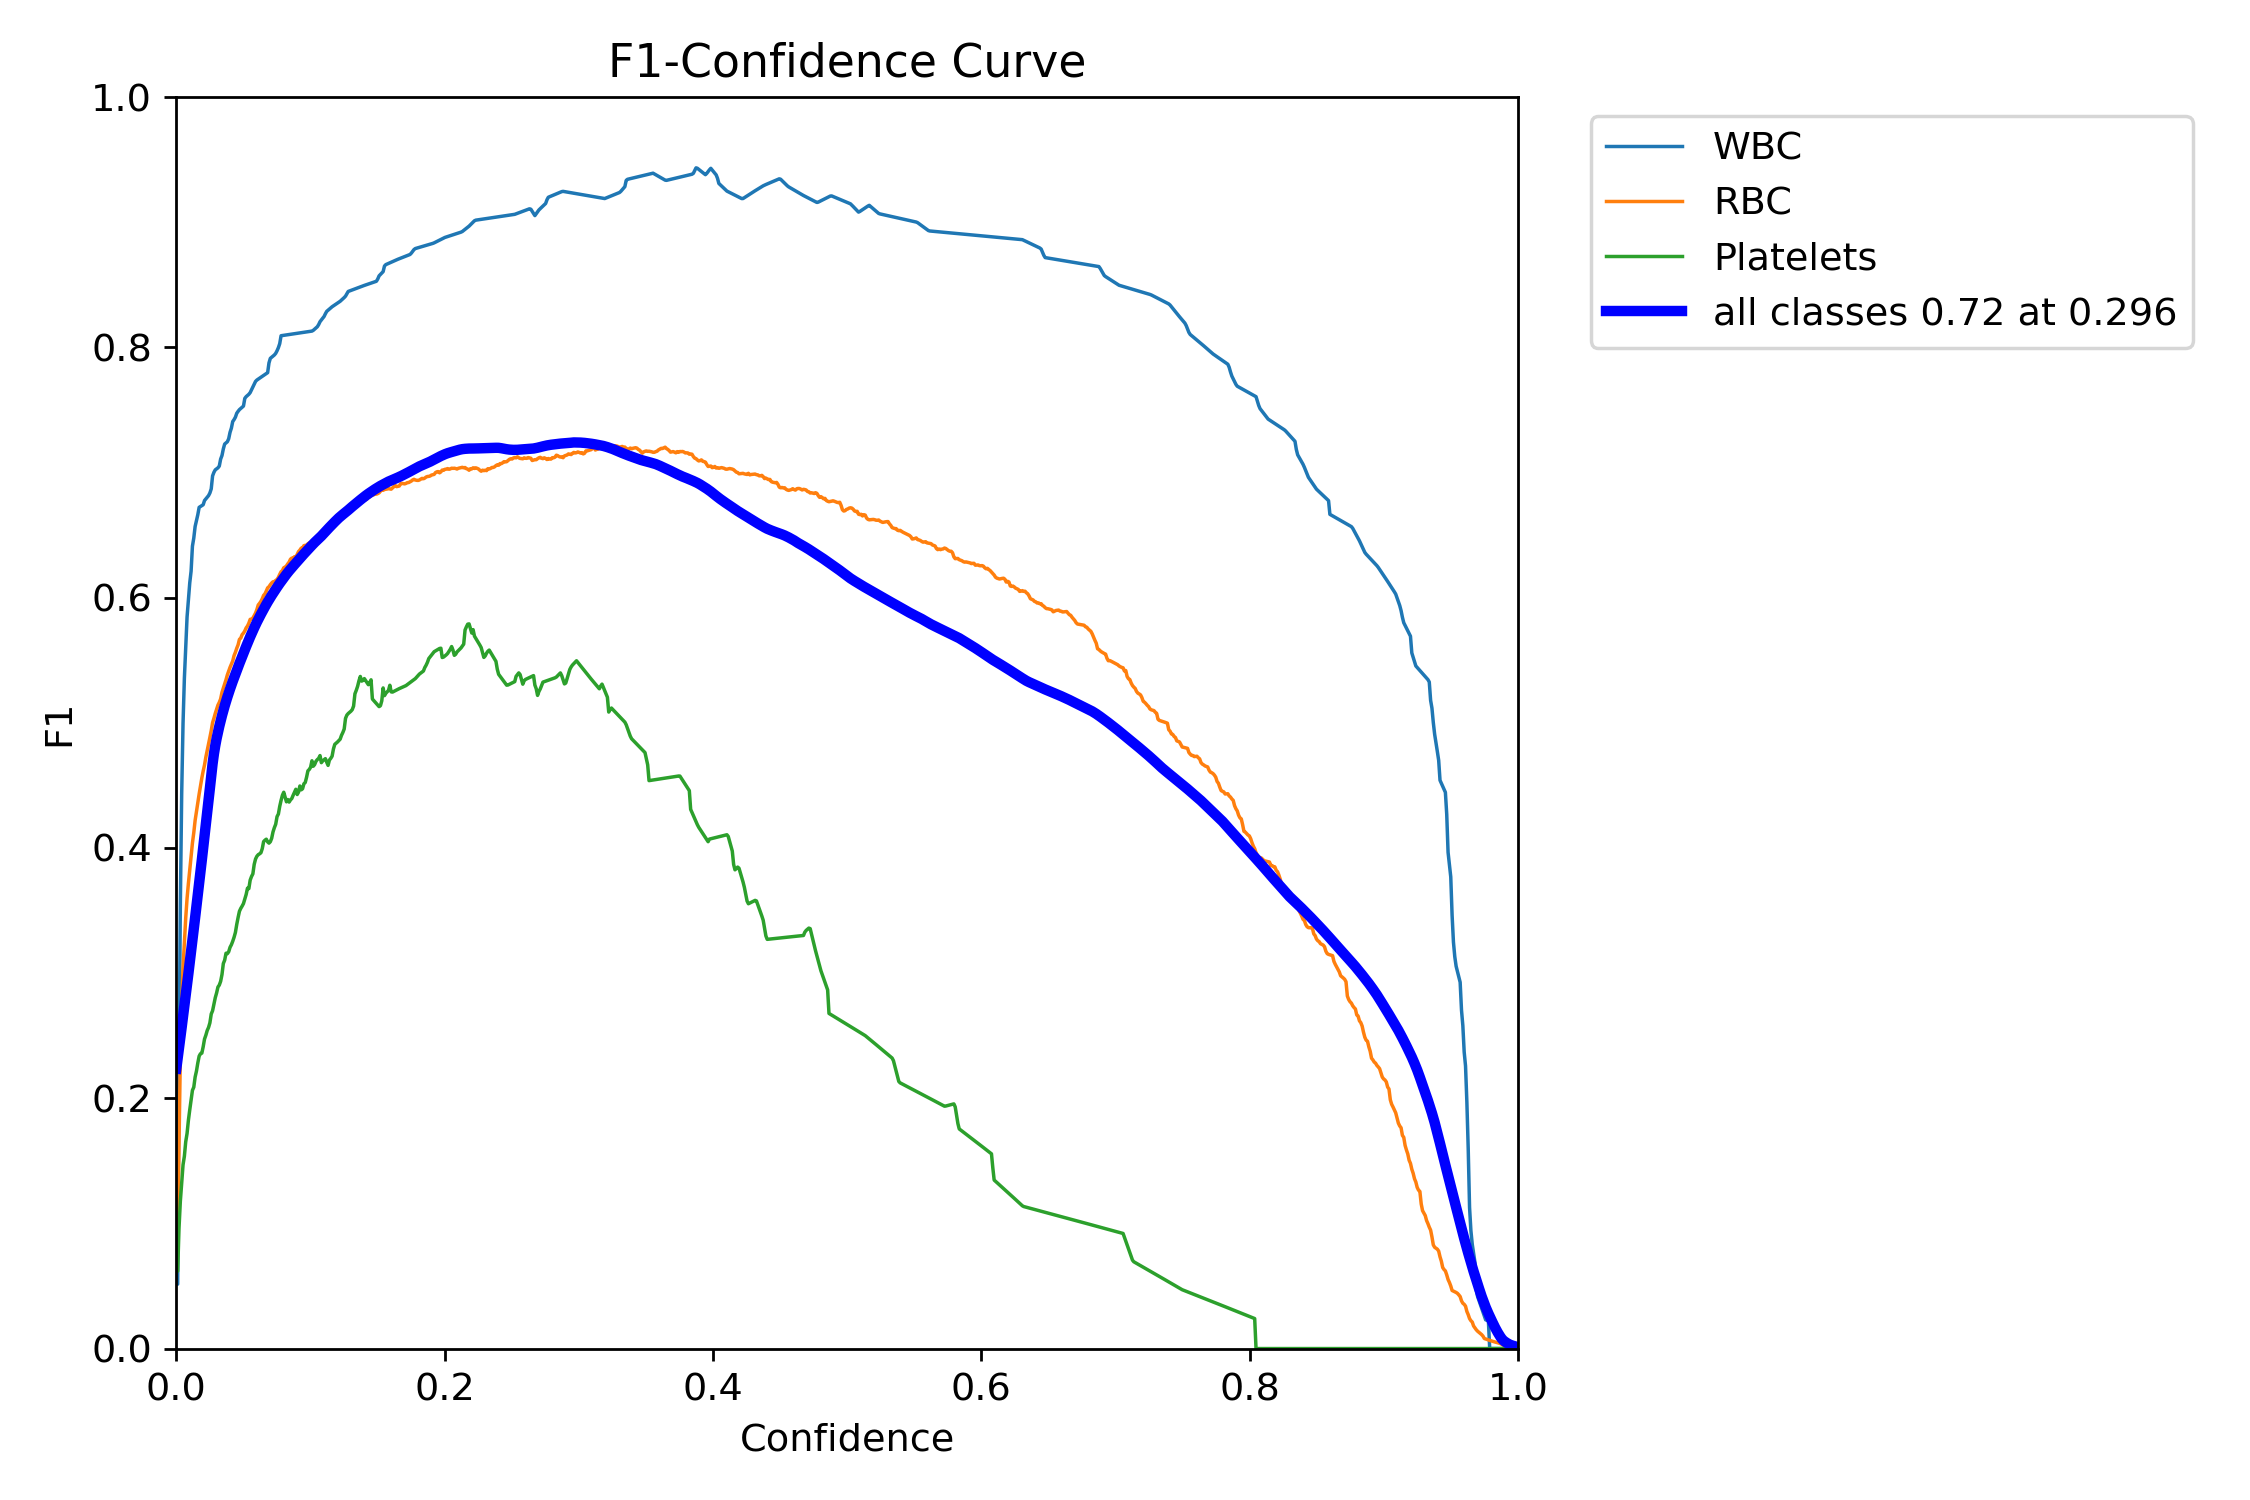 F1-Confidence Curve
1.0
0.8
0.6
0.4
0.2
0.0
F1
0.0 0.2 0.4 0.6 0.8 1.0
Confidence
WBC
RBC
Platelets
all classes 0.72 at 0.296